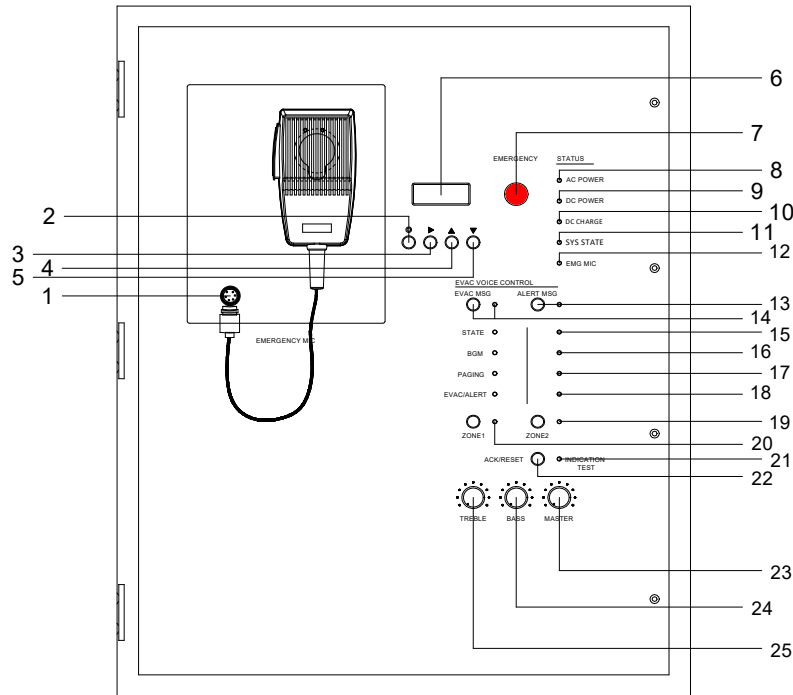 6
EMERGENCY
STATUS
7
8
AC POWER
9
DC POWER
10
DC CHARGE
2
11
SYS STATE
12
3
EMG MIC
4
5
EVAC VOICE CONTROL
1
EVAC MSG
ALERT MSG
13
14
EMERGENCY MIC
STATE
15
BGM
16
PAGING
17
EVAC/ALERT
18
19
ZONE1
ZONE2
20
ACK/RESET
INDICATION
TEST
21
22
TREBLE
BASS
MASTER
23
24
25